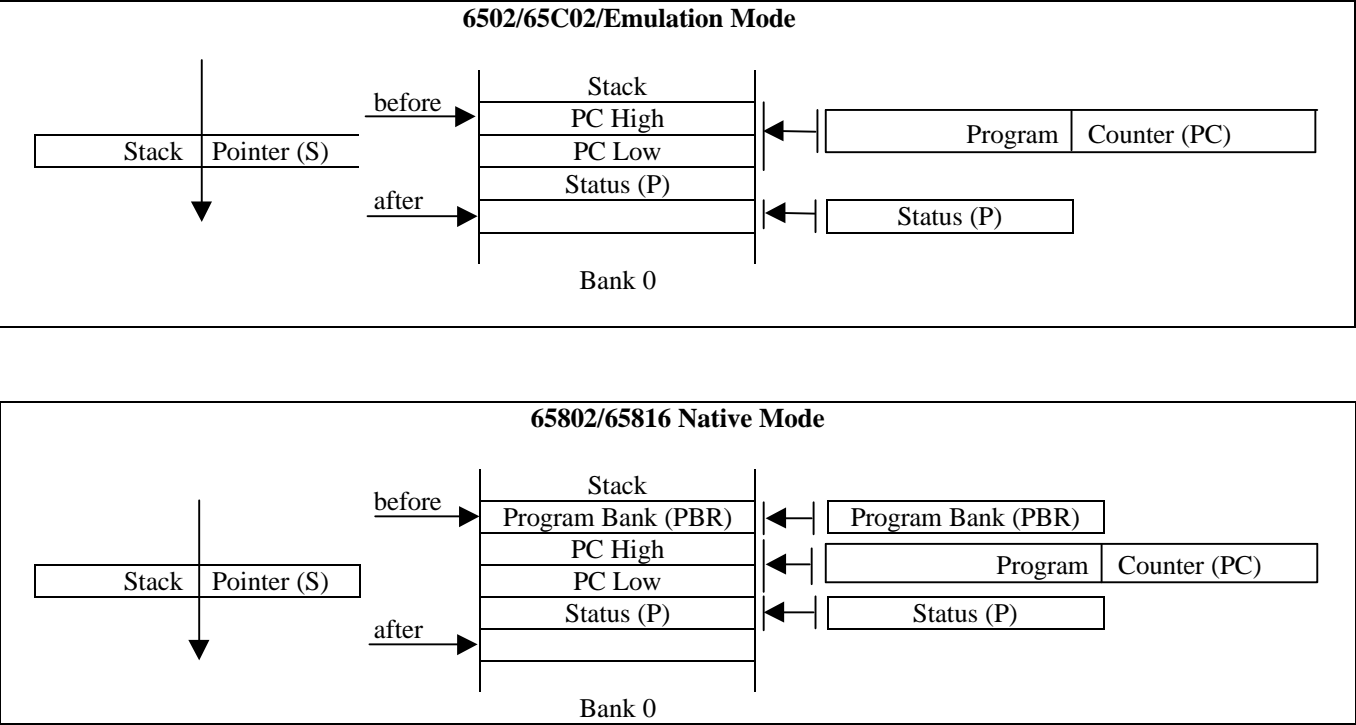 6502/65C02/Emulation Mode
Stack
before
PC High
Program Counter (PC)
Stack Pointer (S)
PC Low
Status (P)
after
Status (P)
Bank 0
65802/65816 Native Mode
Stack
before
Program Bank (PBR)
Program Bank (PBR)
PC High
Program Counter (PC)
Stack Pointer (S)
PC Low
Status (P)
Status (P)
after
Bank 0